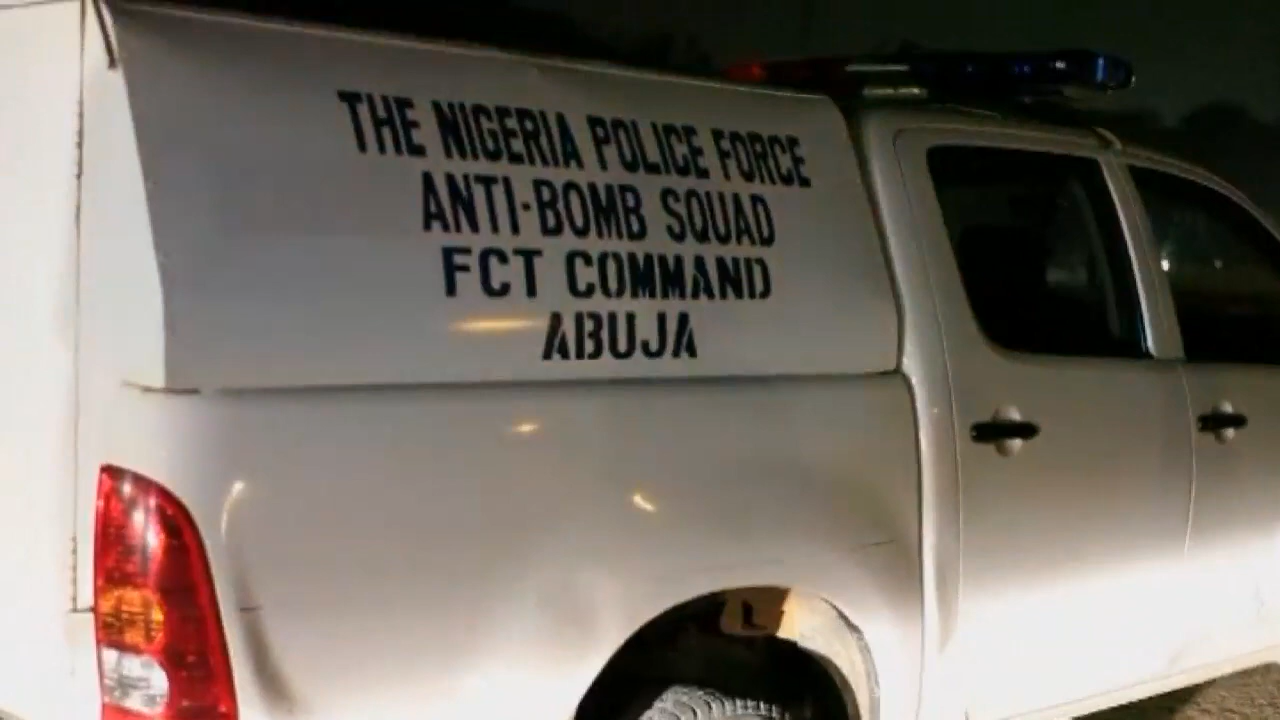 THE NIGERIA POLICE FORCE
ANTI-BOMB SQUAD
FCT COMMAND
ABUJA